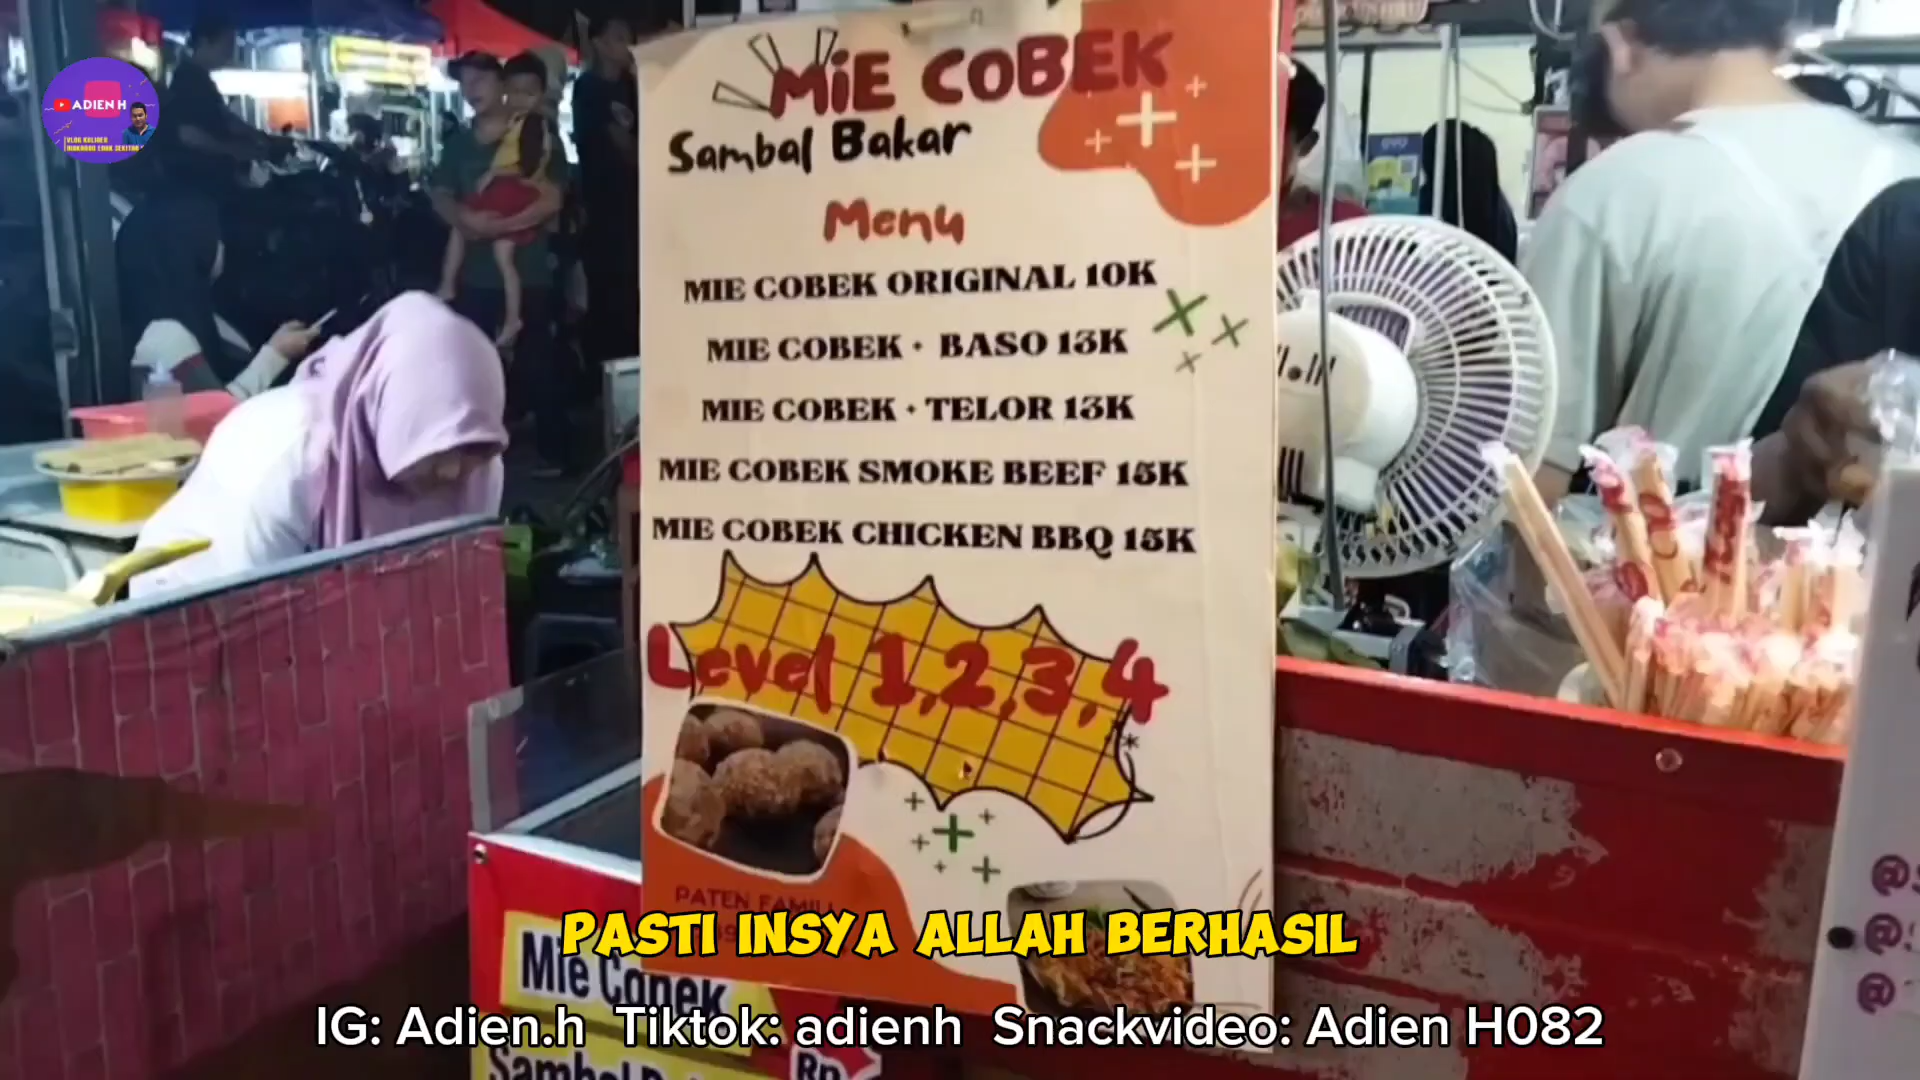 ADIEN H
MIE COBEK
Sambal Bakar
Menu
MIE COBEK ORIGINAL 10K
MIE COBEK + BASO 13K
MIE COBEK + TELOR 13K
MIE COBEK SMOKE BEEF 15K
MIE COBEK CHICKEN BBQ 15K
Level 1,2,3,4
PATEN FAMILI
PASTI INSYA ALLAH BERHASIL
Mie Cobek
IG: Adien.h Tiktok: adienh Snackvideo: Adien H082
Rp